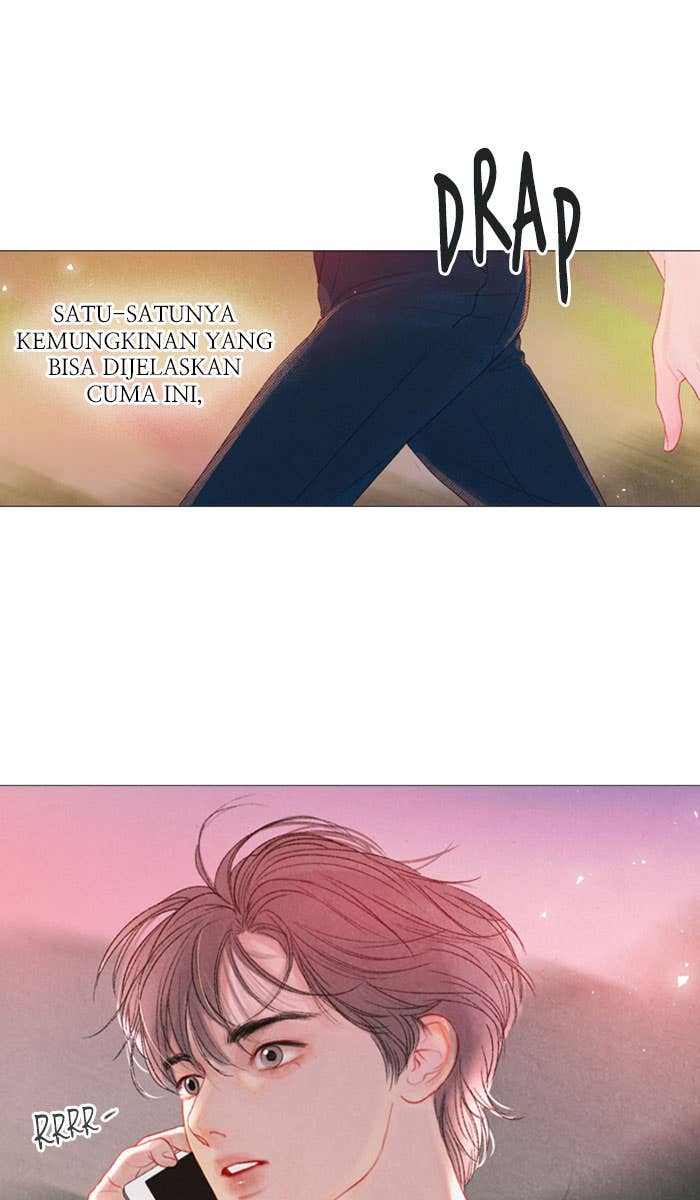 DRAP
SATU-SATUNYA
KEMUNGKINAN YANG
BISA DIJELASKAN
CUMA INI,
RRRR-